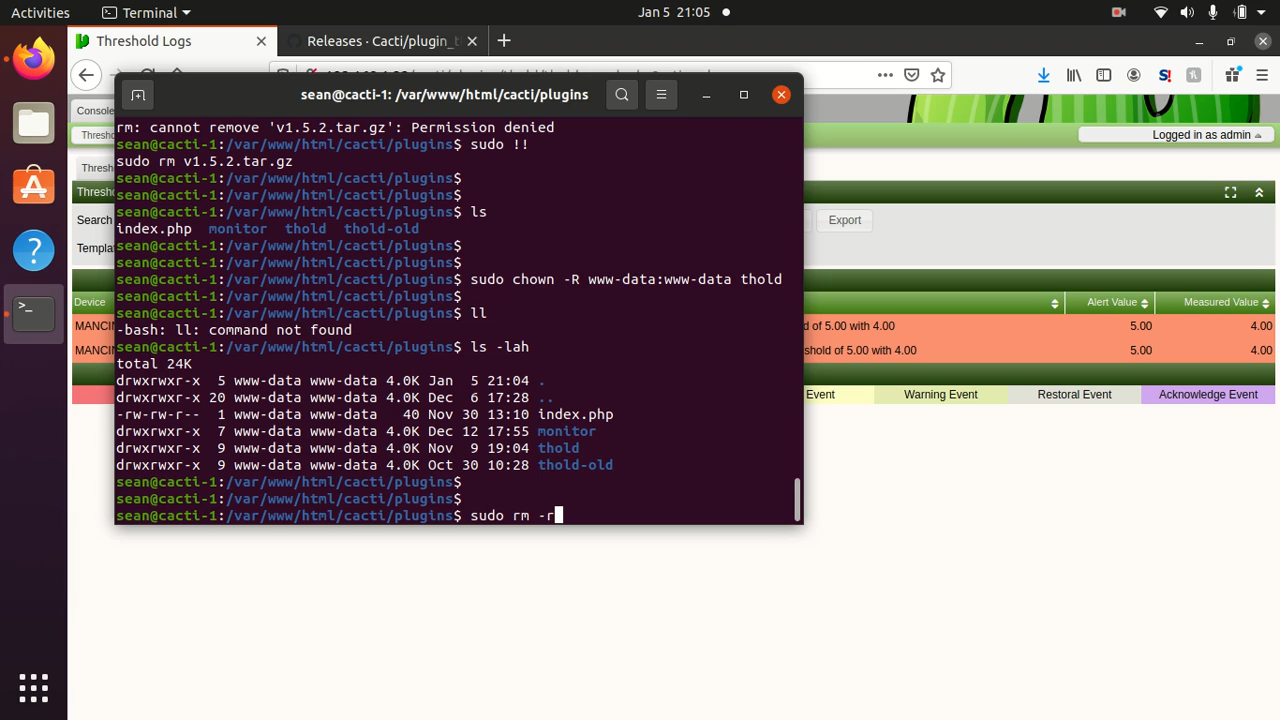 Activities
Terminal
Jan 5 21:05
Threshold Logs
Releases · Cacti/plugin_t
sean@cacti-1: /var/www/html/cacti/plugins
Console
Thresh
Logged in as admin
Thresh
Thresh
Search
Export
Templa
Device
Alert Value
Measured Value
MANCIN
d of 5.00 with 4.00
5.00
4.00
MANCIN
shold of 5.00 with 4.00
5.00
4.00
Event
Warning Event
Restoral Event
Acknowledge Event
rm: cannot remove 'v1.5.2.tar.gz': Permission denied
sean@cacti-1:/var/www/html/cacti/plugins$ sudo !!
sudo rm v1.5.2.tar.gz
sean@cacti-1:/var/www/html/cacti/plugins$
sean@cacti-1:/var/www/html/cacti/plugins$
sean@cacti-1:/var/www/html/cacti/plugins$ ls
index.php  monitor  thold  thold-old
sean@cacti-1:/var/www/html/cacti/plugins$
sean@cacti-1:/var/www/html/cacti/plugins$
sean@cacti-1:/var/www/html/cacti/plugins$ sudo chown -R www-data:www-data thold
sean@cacti-1:/var/www/html/cacti/plugins$
sean@cacti-1:/var/www/html/cacti/plugins$ ll
-bash: ll: command not found
sean@cacti-1:/var/www/html/cacti/plugins$ ls -lah
total 24K
drwxrwxr-x  5 www-data www-data 4.0K Jan  5 21:04 .
drwxrwxr-x 20 www-data www-data 4.0K Dec  6 17:28 ..
-rw-rw-r--  1 www-data www-data   40 Nov 30 13:10 index.php
drwxrwxr-x  7 www-data www-data 4.0K Dec 12 17:55 monitor
drwxrwxr-x  9 www-data www-data 4.0K Nov  9 19:04 thold
drwxrwxr-x  9 www-data www-data 4.0K Oct 30 10:28 thold-old
sean@cacti-1:/var/www/html/cacti/plugins$
sean@cacti-1:/var/www/html/cacti/plugins$
sean@cacti-1:/var/www/html/cacti/plugins$ sudo rm -r